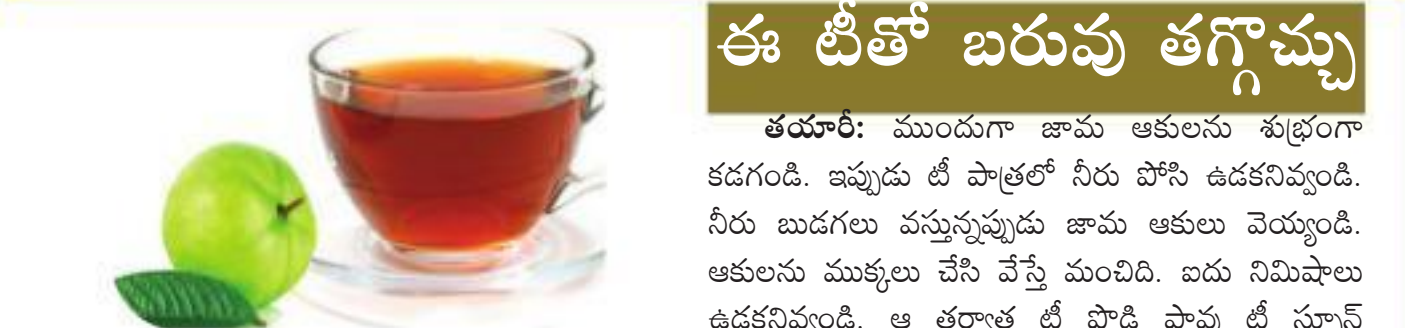 ఈ టీతో బరువు తగ్గొచ్చు
తయారీ: ముందుగా జామ ఆకులను శుభ్రంగా
కడగండి. ఇప్పుడు టీ పాత్రలో నీరు పోసి ఉడకనివ్వండి.
నీరు బుడగలు వస్తున్నప్పుడు జామ ఆకులు వెయ్యండి.
ఆకులను ముక్కలు చేసి వేస్తే మంచిది. ఐదు నిమిషాలు
ఉడకనివ్వండి. ఆ తర్వాత టీ పొడి పావు టీ స్పూన్